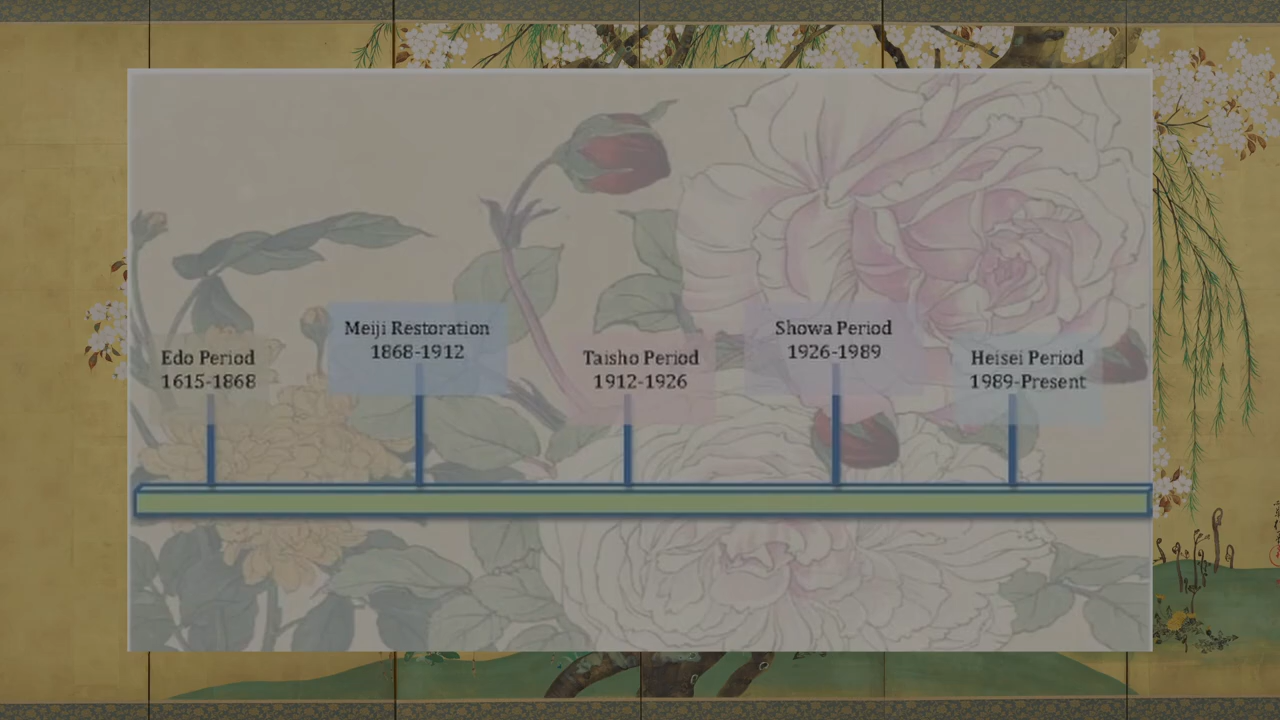 Edo Period
1615-1868
Meiji Restoration
1868-1912
Taisho Period
1912-1926
Showa Period
1926-1989
Heisei Period
1989-Present